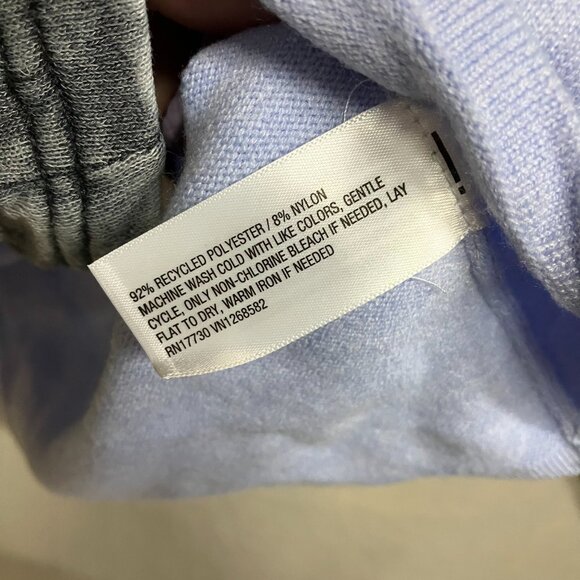 92% RECYCLED POLYESTER / 8% NYLON
MACHINE WASH COLD WITH LIKE COLORS, GENTLE
CYCLE, ONLY NON-CHLORINE BLEACH IF NEEDED, LAY
FLAT TO DRY, WARM IRON IF NEEDED
RN17730 VN1268582